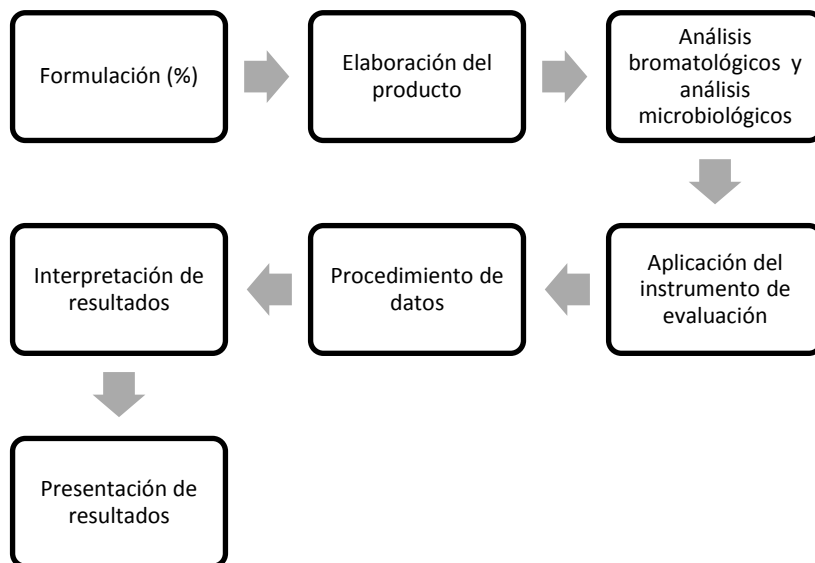 Formulación (%)
Elaboración del
producto
Análisis
bromatológicos y
análisis
microbiológicos
Aplicación del
instrumento de
evaluación
Procedimiento de
datos
Interpretación de
resultados
Presentación de
resultados